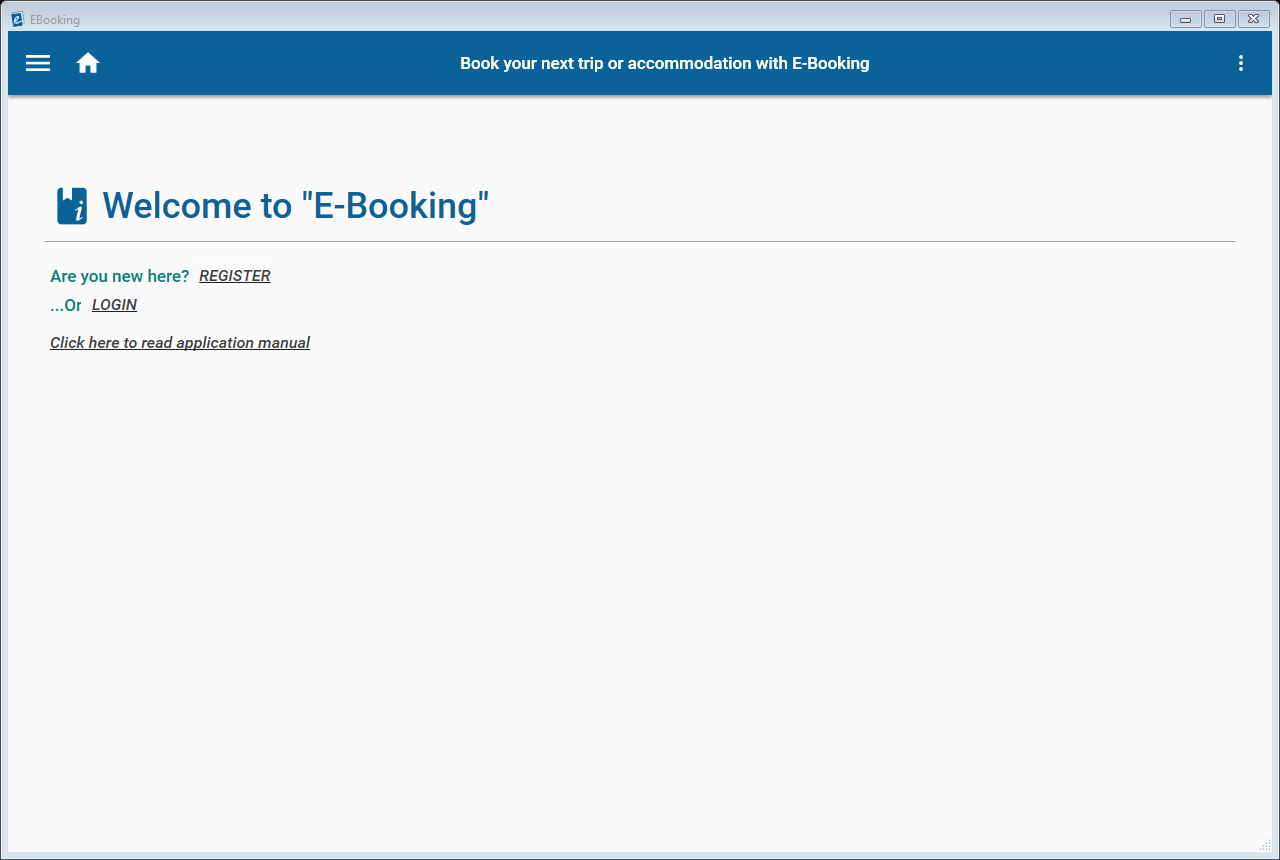 EBooking
Book your next trip or accommodation with E-Booking
Welcome to "E-Booking"
Are you new here? REGISTER
...Or LOGIN
Click here to read application manual